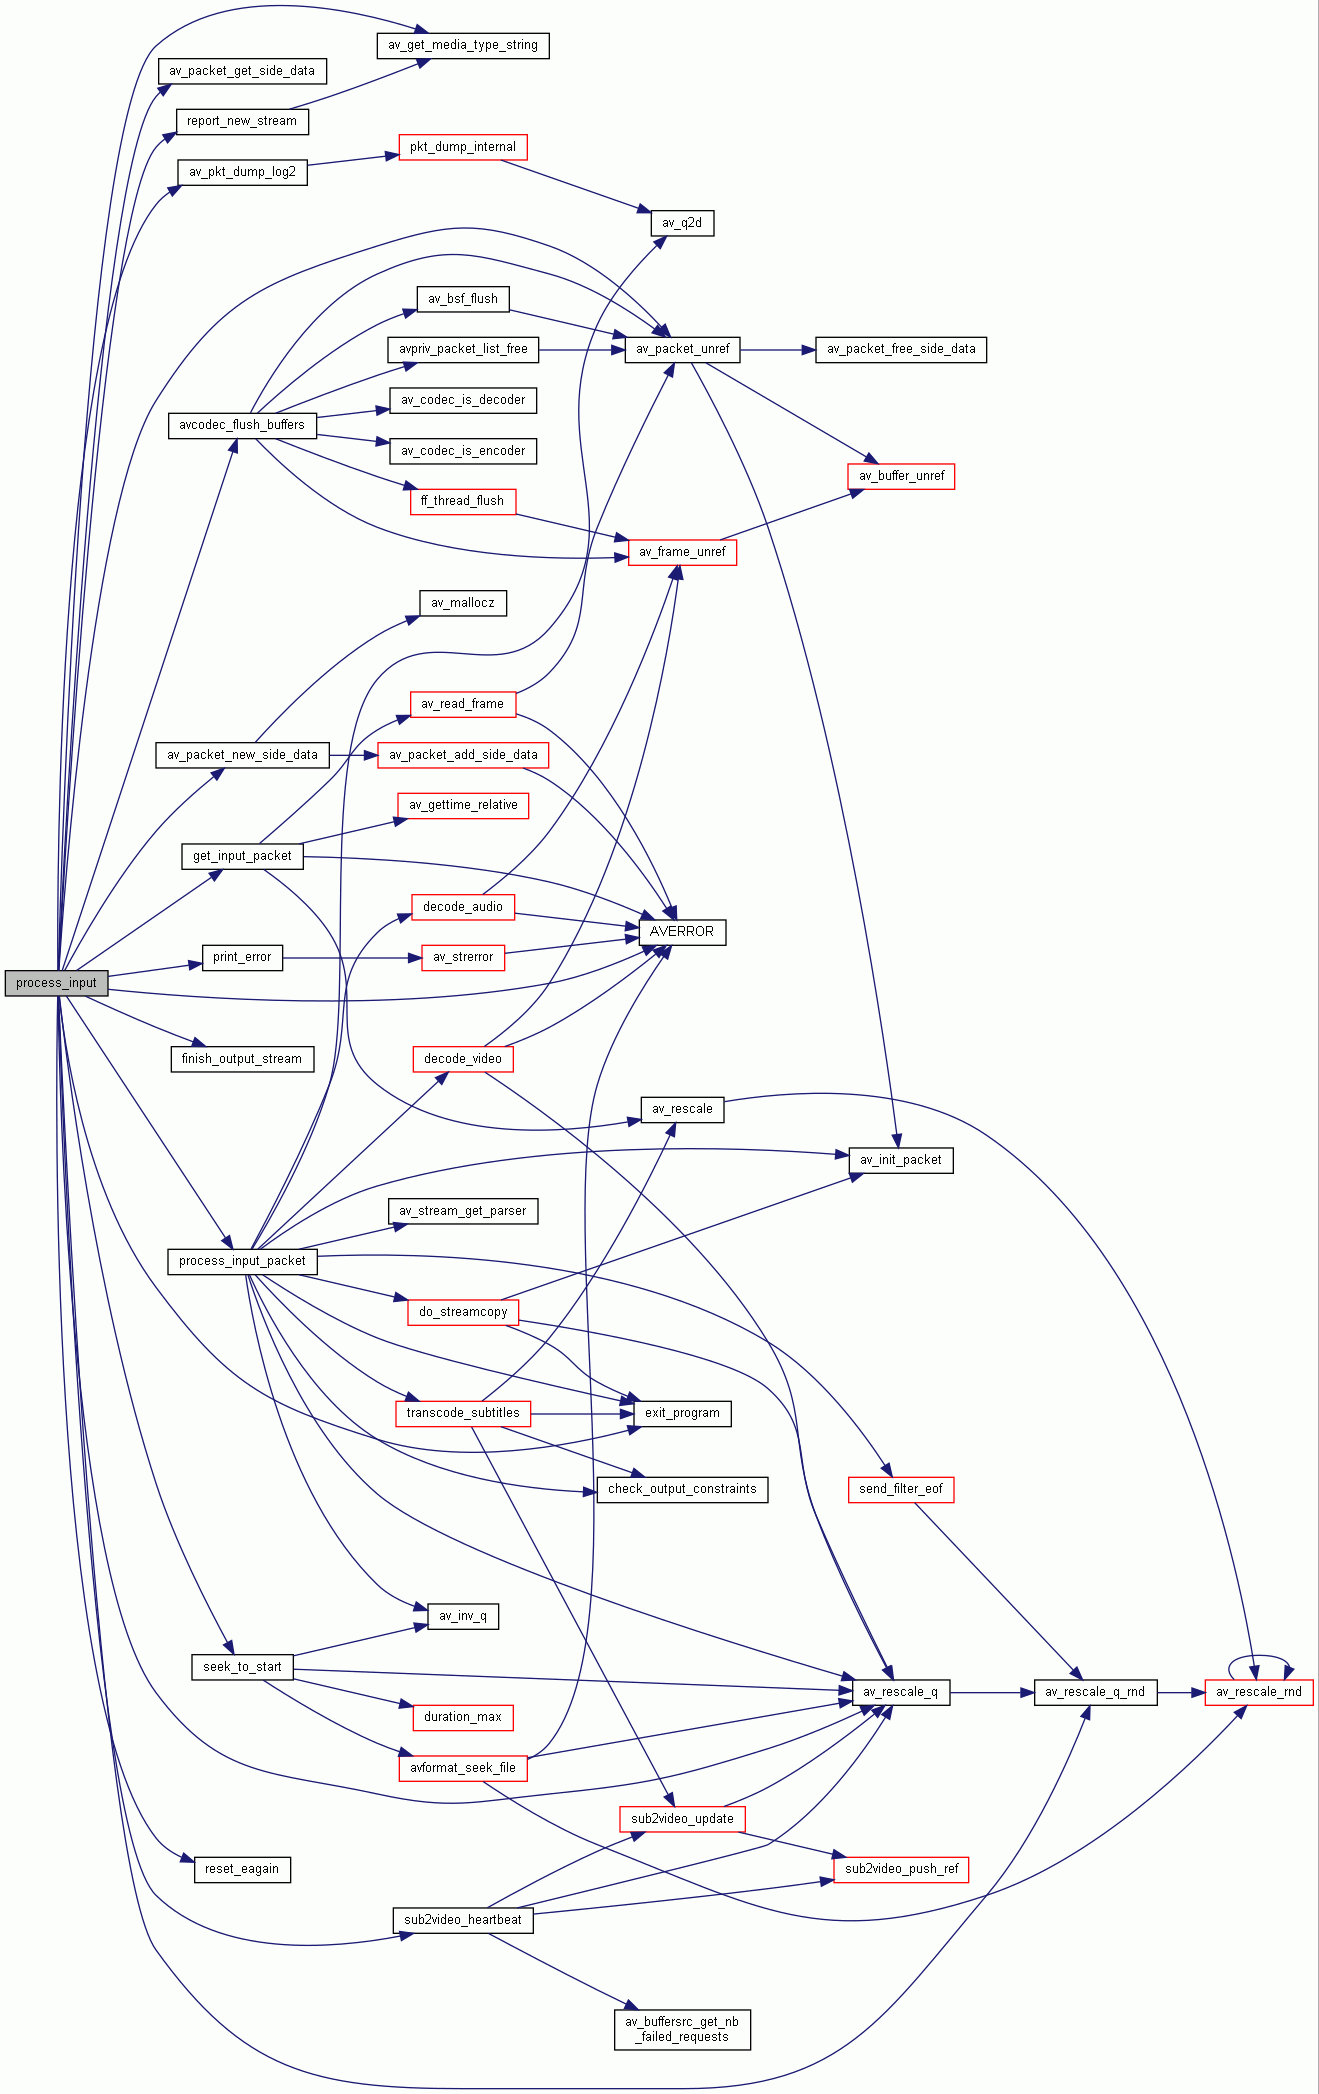 av_get_media_type_string
av_packet_get_side_data
report_new_stream
pkt_dump_internal
av_pkt_dump_log2
av_q2d
av_bsf_flush
avpriv_packet_list_free
av_packet_unref
av_packet_free_side_data
av_codec_is_decoder
avcodec_flush_buffers
av_codec_is_encoder
av_buffer_unref
ff_thread_flush
av_frame_unref
av_mallocz
av_read_frame
av_packet_new_side_data
av_packet_add_side_data
av_gettime_relative
get_input_packet
decode_audio
AVERROR
print_error
av_strerror
process_input
finish_output_stream
decode_video
av_rescale
av_init_packet
av_stream_get_parser
process_input_packet
do_streamcopy
transcode_subtitles
exit_program
check_output_constraints
send_filter_eof
av_inv_q
seek_to_start
av_rescale_q
av_rescale_q_rnd
av_rescale_rnd
duration_max
avformat_seek_file
sub2video_update
reset_eagain
sub2video_push_ref
sub2video_heartbeat
av_buffersrc_get_nb
_failed_requests